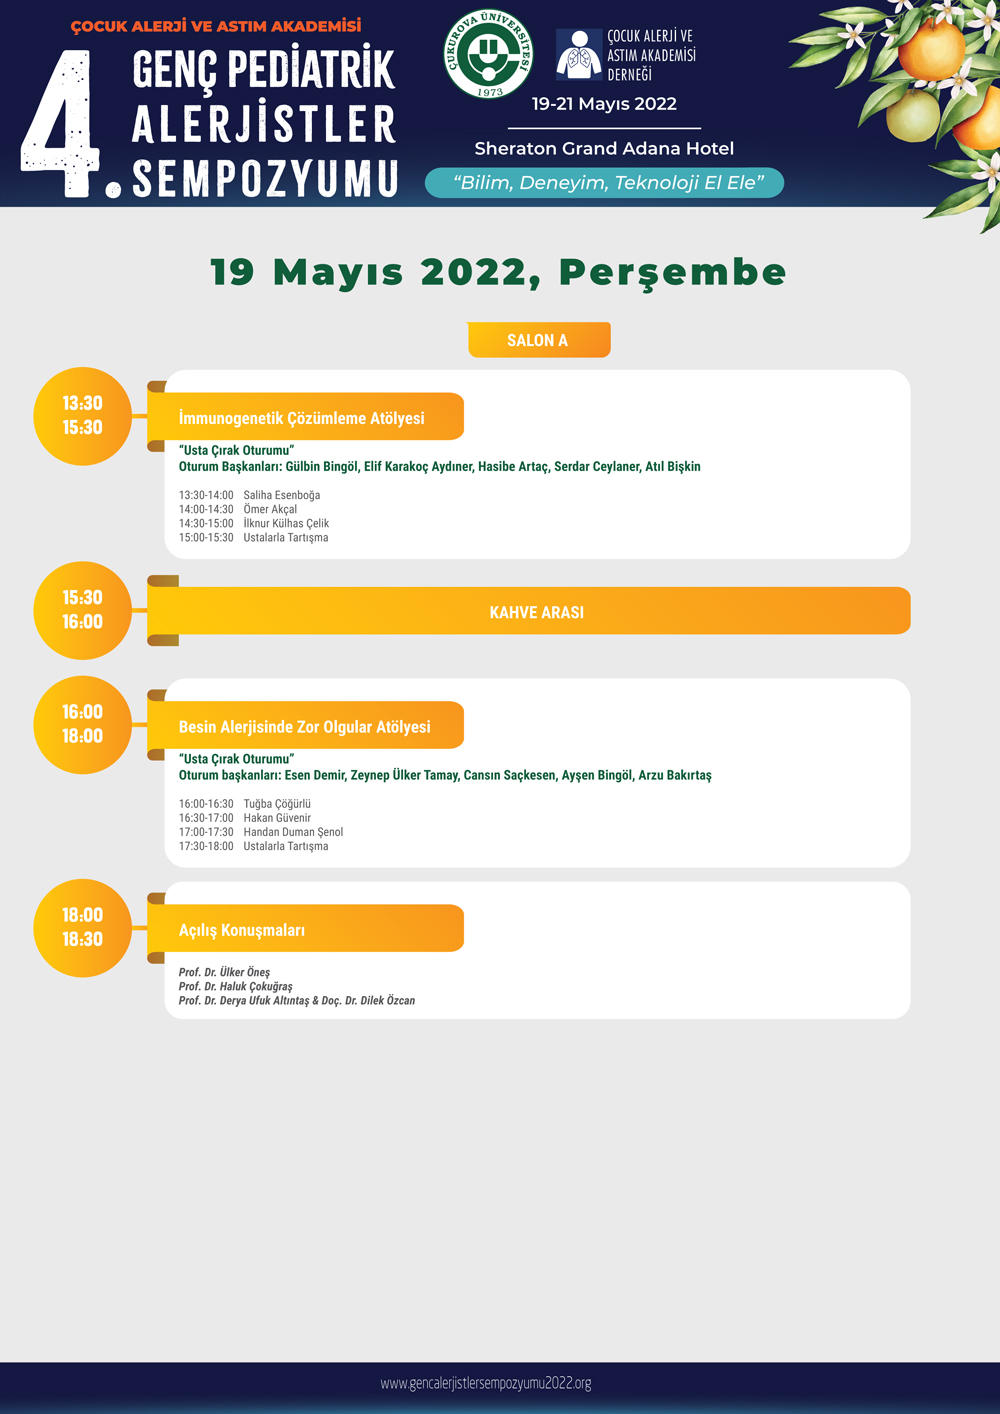 ÇOCUK ALERJİ VE ASTIM AKADEMİSİ
4. GENÇ PEDİATRİK
ALERJİSTLER
SEMPOZYUMU
ÇUKUROVA ÜNİVERSİTESİ
1973
ÇOCUK ALERJİ VE
ASTIM AKADEMİSİ
DERNEĞİ
19-21 Mayıs 2022
Sheraton Grand Adana Hotel
“Bilim, Deneyim, Teknoloji El Ele”
19 Mayıs 2022, Perşembe
SALON A
13:30
15:30
İmmunogenetik Çözümleme Atölyesi
“Usta Çırak Oturumu”
Oturum Başkanları: Gülbin Bingöl, Elif Karakoç Aydıner, Hasibe Artaç, Serdar Ceylaner, Atıl Bişkin
13:30-14:00 Saliha Esenboğa
14:00-14:30 Ömer Akçal
14:30-15:00 İlknur Külhas Çelik
15:00-15:30 Ustalarla Tartışma
15:30
16:00
KAHVE ARASI
16:00
18:00
Besin Alerjisinde Zor Olgular Atölyesi
“Usta Çırak Oturumu”
Oturum başkanları: Esen Demir, Zeynep Ülker Tamay, Cansın Saçkesen, Ayşen Bingöl, Arzu Bakırtaş
16:00-16:30 Tuğba Çöğürlü
16:30-17:00 Hakan Güvenir
17:00-17:30 Handan Duman Şenol
17:30-18:00 Ustalarla Tartışma
18:00
18:30
Açılış Konuşmaları
Prof. Dr. Ülker Öneş
Prof. Dr. Haluk Çokuğraş
Prof. Dr. Derya Ufuk Altıntaş & Doç. Dr. Dilek Özcan
www.gencalerjistlersempozyumu2022.org